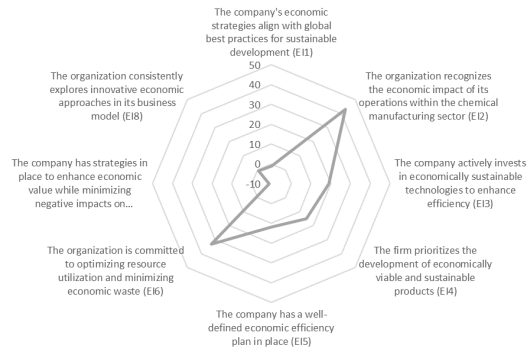 The company's economic
strategies align with global
best practices for sustainable
development (EI1)
50
40
30
20
10
0
-10
The organization recognizes
the economic impact of its
operations within the chemical
manufacturing sector (EI2)
The company actively invests
in economically sustainable
technologies to enhance
efficiency (EI3)
The firm prioritizes the
development of economically
viable and sustainable
products (EI4)
The company has a well-
defined economic efficiency
plan in place (EI5)
The organization is committed
to optimizing resource
utilization and minimizing
economic waste (EI6)
The company has strategies in
place to enhance economic
value while minimizing
negative impacts on...
The organization consistently
explores innovative economic
approaches in its business
model (EI8)